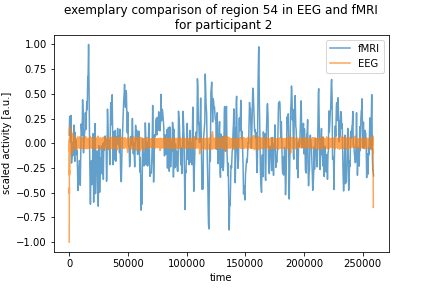 exemplary comparison of region 54 in EEG and fMRI
for participant 2
1.00
0.75
0.50
0.25
0.00
−0.25
−0.50
−0.75
−1.00
scaled activity [a.u.]
fMRI
EEG
0 50000 100000 150000 200000 250000
time